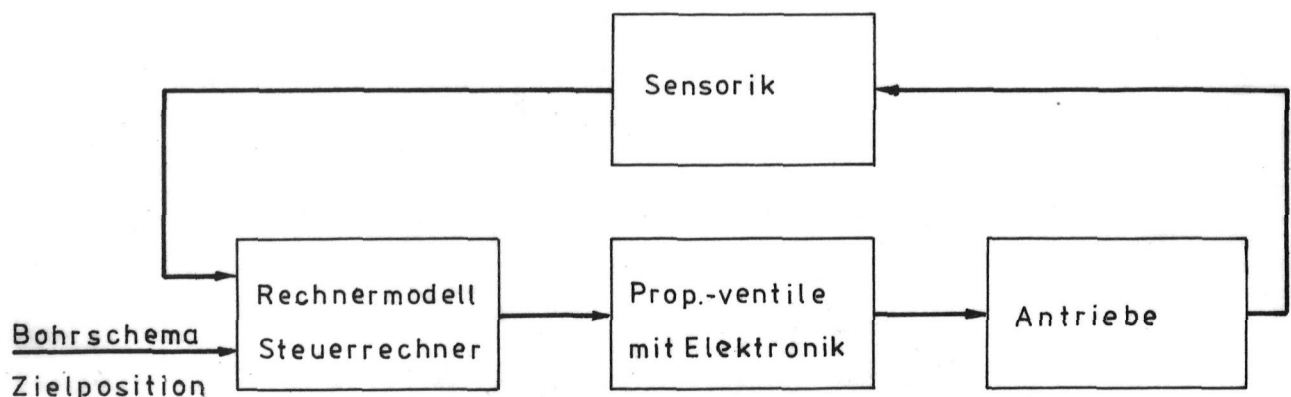 Sensorik
Bohrschema
Zielposition
Rechnermodell
Steuerrechner
Prop.-ventile
mit Elektronik
Antriebe